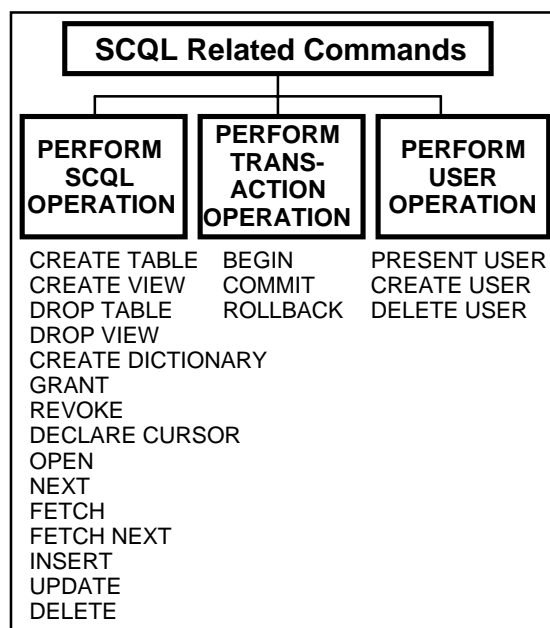 SCQL Related Commands
PERFORM
SCQL
OPERATION
PERFORM
TRANS-
ACTION
OPERATION
PERFORM
USER
OPERATION
CREATE TABLE
CREATE VIEW
DROP TABLE
DROP VIEW
CREATE DICTIONARY
GRANT
REVOKE
DECLARE CURSOR
OPEN
NEXT
FETCH
FETCH NEXT
INSERT
UPDATE
DELETE
BEGIN
COMMIT
ROLLBACK
PRESENT USER
CREATE USER
DELETE USER